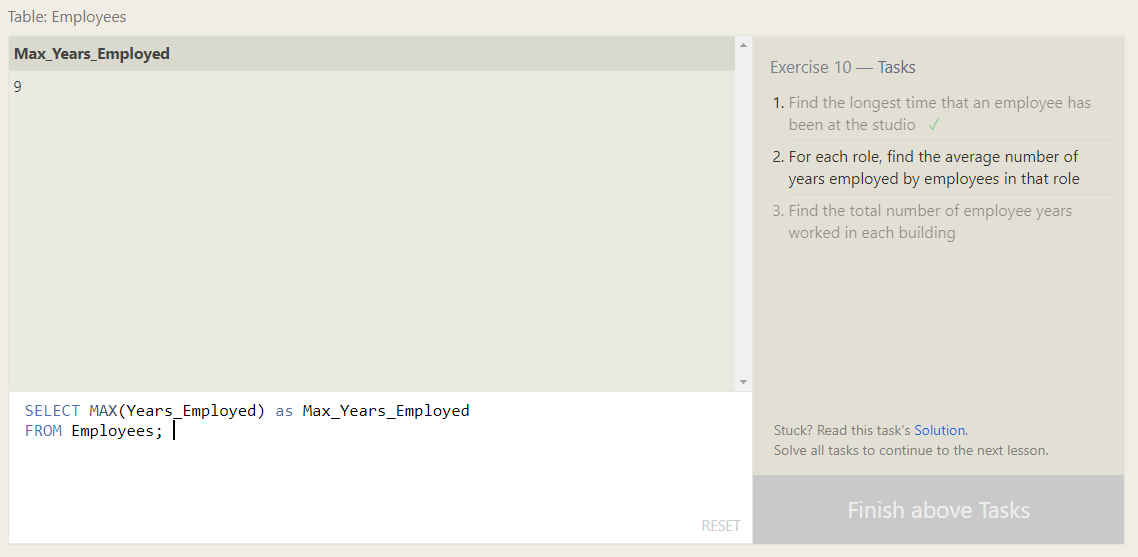 Table: Employees
Max_Years_Employed
9
SELECT MAX(Years_Employed) as Max_Years_Employed
FROM Employees;
RESET
Exercise 10 — Tasks
1. Find the longest time that an employee has
been at the studio ✓
2. For each role, find the average number of
years employed by employees in that role
3. Find the total number of employee years
worked in each building
Stuck? Read this task's Solution.
Solve all tasks to continue to the next lesson.
Finish above Tasks